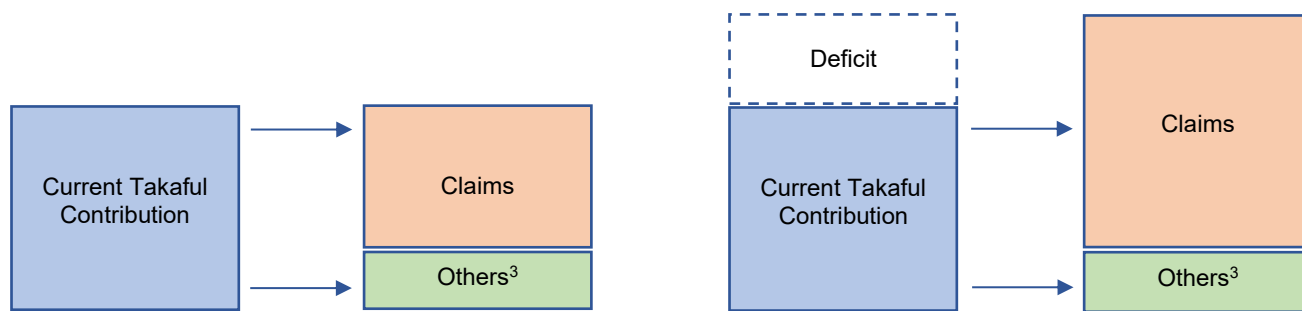 Current Takaful
Contribution
Claims
Others³
Deficit
Current Takaful
Contribution
Claims
Others³